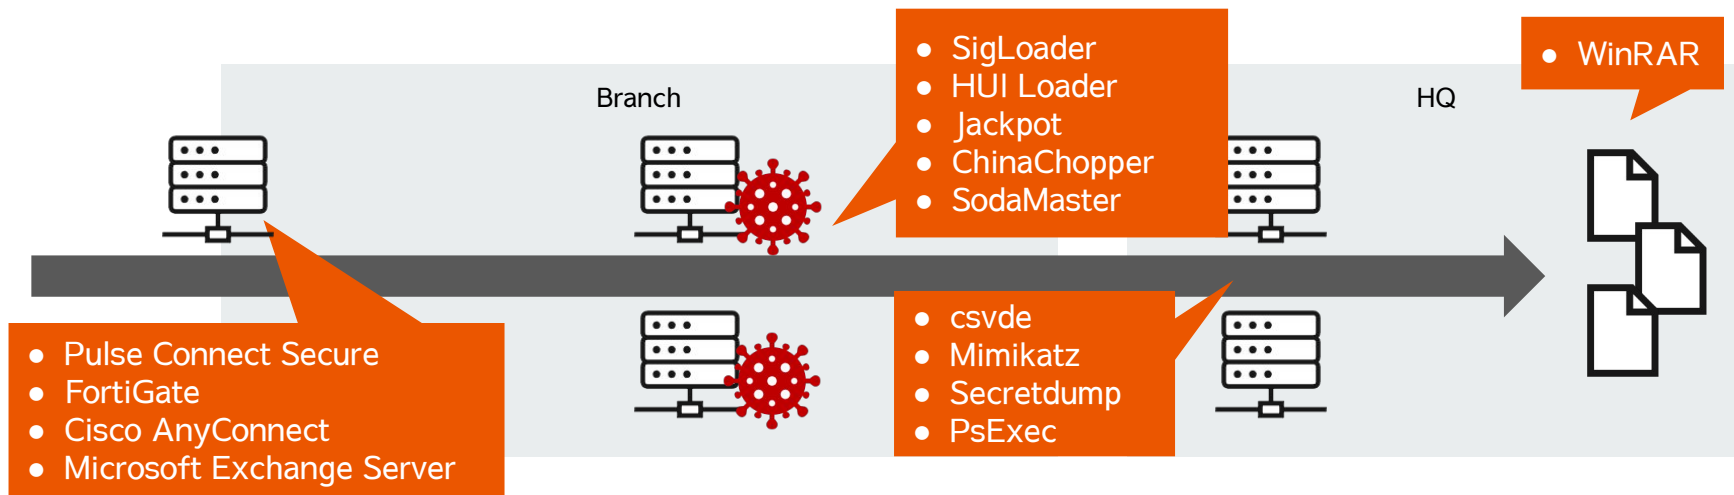 Branch
HQ
● Pulse Connect Secure
● FortiGate
● Cisco AnyConnect
● Microsoft Exchange Server
● SigLoader
● HUI Loader
● Jackpot
● ChinaChopper
● SodaMaster
● csvde
● Mimikatz
● Secretdump
● PsExec
● WinRAR